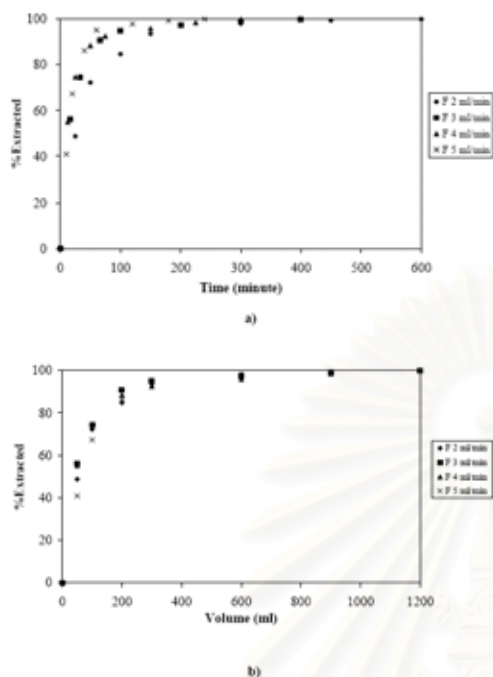 100
80
60
40
20
0
%Extracted
0 100 200 300 400 500 600
Time (minute)
F 2 ml/min
F 3 ml/min
F 4 ml/min
F 5 ml/min
a)
100
80
60
40
20
0
%Extracted
0 200 400 600 800 1000 1200
Volume (ml)
F 2 ml/min
F 3 ml/min
F 4 ml/min
F 5 ml/min
b)